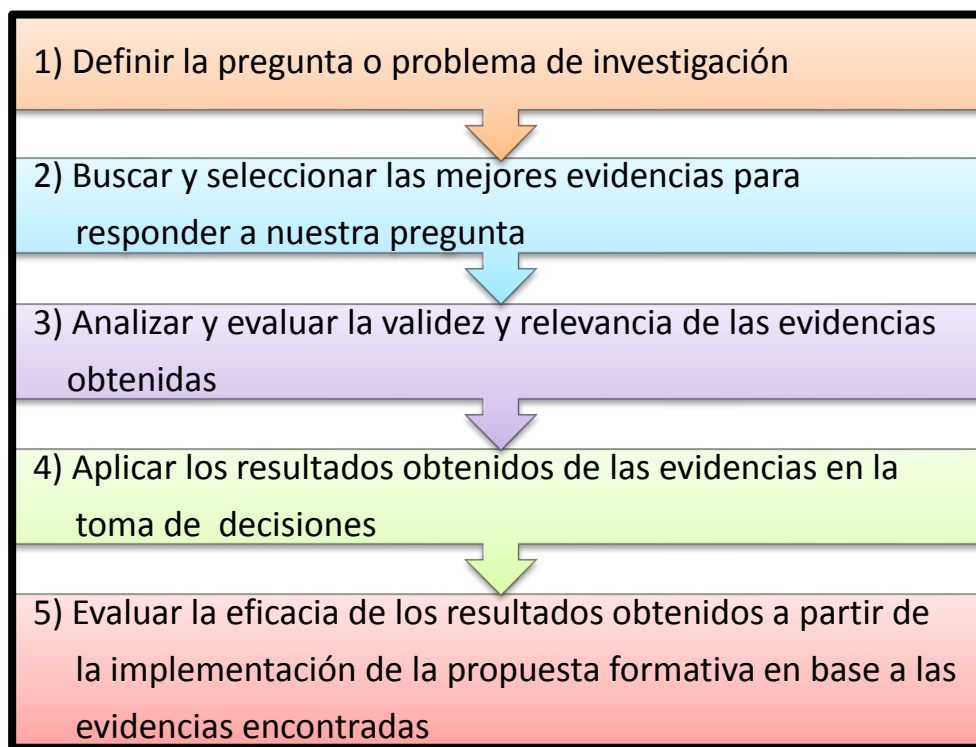 1) Definir la pregunta o problema de investigación
2) Buscar y seleccionar las mejores evidencias para
responder a nuestra pregunta
3) Analizar y evaluar la validez y relevancia de las evidencias
obtenidas
4) Aplicar los resultados obtenidos de las evidencias en la
toma de  decisiones
5) Evaluar la eficacia de los resultados obtenidos a partir de
la implementación de la propuesta formativa en base a las
evidencias encontradas